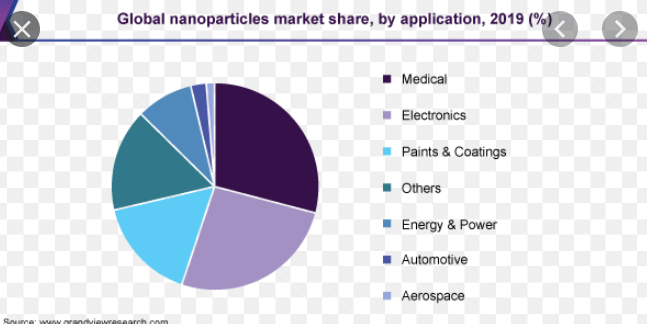 Global nanoparticles market share, by application, 2019 (%)
Medical
Electronics
Paints & Coatings
Others
Energy & Power
Automotive
Aerospace
Source: www.grandviewresearch.com